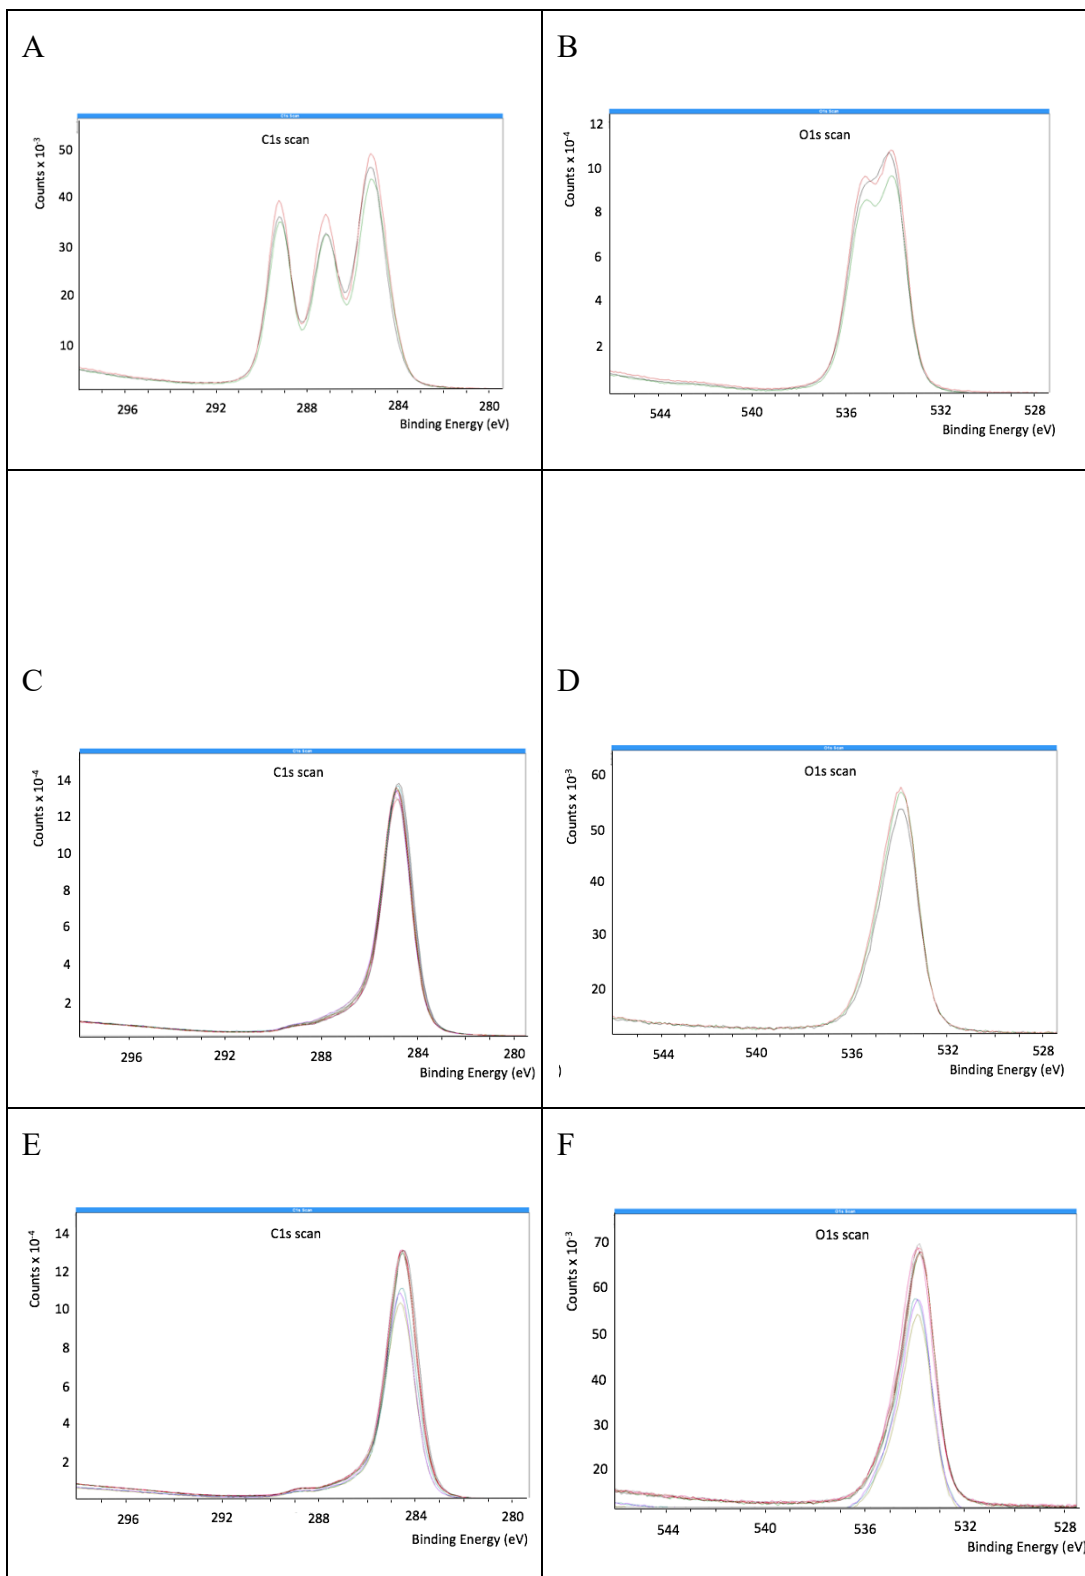 A
C1s scan
Counts x 10-3
50
40
30
20
10
296 292 288 284 280
Binding Energy (eV)
B
O1s scan
Counts x 10-4
12
10
8
6
4
2
544 540 536 532 528
Binding Energy (eV)
C
C1s scan
Counts x 10-4
14
12
10
8
6
4
2
296 292 288 284 280
Binding Energy (eV)
D
O1s scan
Counts x 10-3
60
50
40
30
20
544 540 536 532 528
)
Binding Energy (eV)
E
C1s scan
Counts x 10-4
14
12
10
8
6
4
2
296 292 288 284 280
Binding Energy (eV)
F
O1s scan
Counts x 10-3
70
60
50
40
30
20
544 540 536 532 528
Binding Energy (eV)